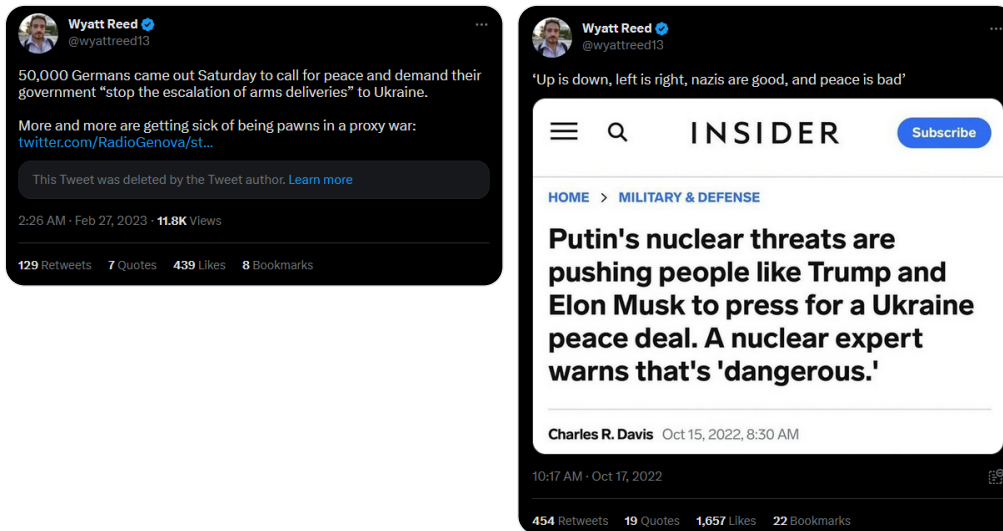 Wyatt Reed
@wyattreed13
50,000 Germans came out Saturday to call for peace and demand their
government “stop the escalation of arms deliveries” to Ukraine.
More and more are getting sick of being pawns in a proxy war:
twitter.com/RadioGenova/st...
This Tweet was deleted by the Tweet author. Learn more
2:26 AM · Feb 27, 2023 · 11.8K Views
129 Retweets 7 Quotes 439 Likes 8 Bookmarks
Wyatt Reed
@wyattreed13
‘Up is down, left is right, nazis are good, and peace is bad’
INSIDER
Subscribe
HOME > MILITARY & DEFENSE
Putin's nuclear threats are
pushing people like Trump and
Elon Musk to press for a Ukraine
peace deal. A nuclear expert
warns that's 'dangerous.'
Charles R. Davis Oct 15, 2022, 8:30 AM
10:17 AM · Oct 17, 2022
454 Retweets 19 Quotes 1,657 Likes 22 Bookmarks